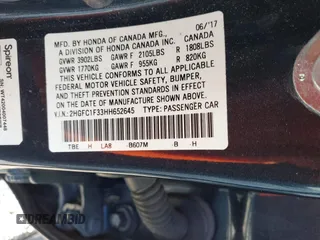 Spireon
MFD. BY HONDA OF CANADA MFG., 06/17
A DIVISION OF HONDA CANADA INC. CANADA
GVWR 3902LBS GAWR F 2105LBS R 1808LBS
GVWR 1770KG GAWR F 955KG R 820KG
THIS VEHICLE CONFORMS TO ALL APPLICABLE
FEDERAL MOTOR VEHICLE SAFETY, BUMPER,
AND THEFT PREVENTION STANDARDS IN EFFECT
ON THE DATE OF MANUFACTURE SHOWN ABOVE.
V.I.N.:2HGFC1F33HH652645 TYPE: PASSENGER CAR
TBE H LA8 -B607M -B -H